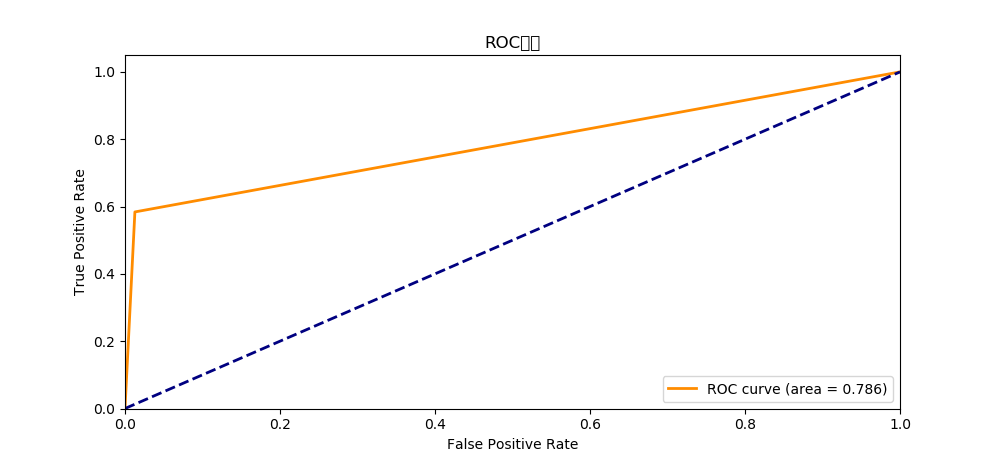 ROC
1.0
0.8
0.6
0.4
0.2
0.0
True Positive Rate
ROC curve (area = 0.786)
0.0 0.2 0.4 0.6 0.8 1.0
False Positive Rate